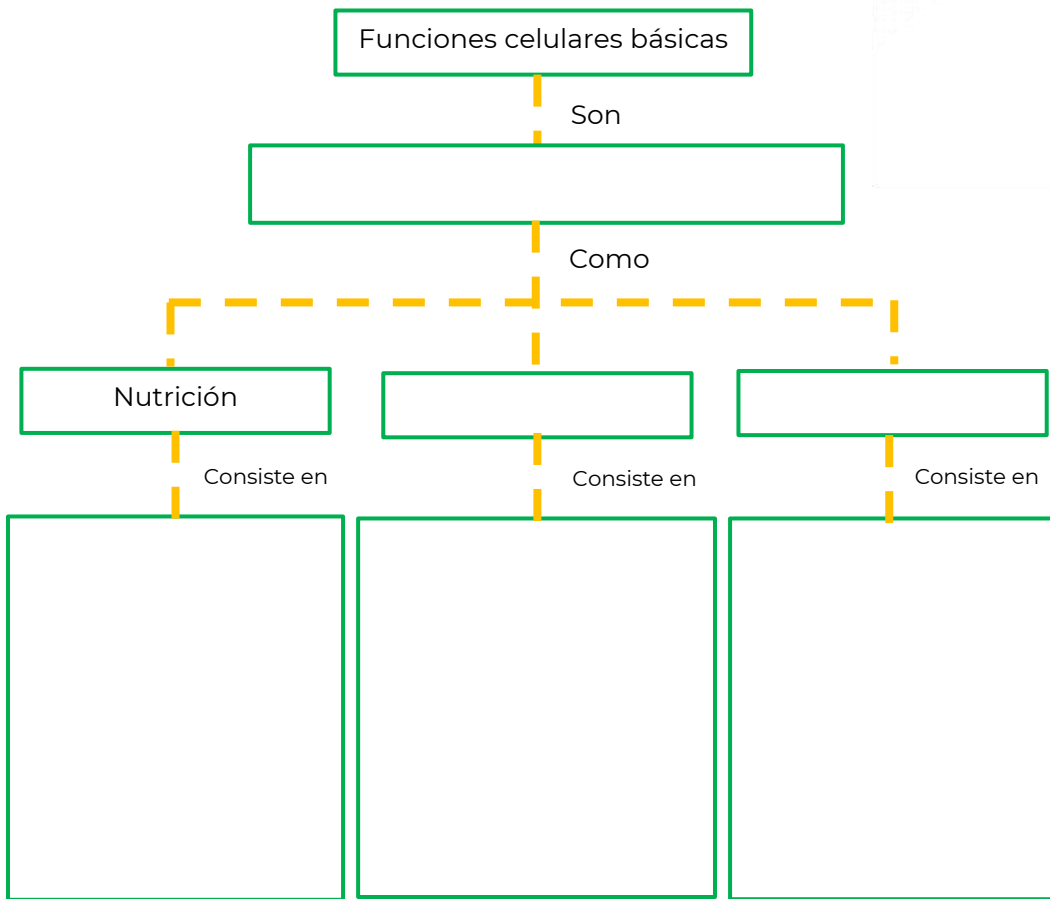 Funciones celulares básicas
Son
Como
Nutrición
Consiste en
Consiste en
Consiste en